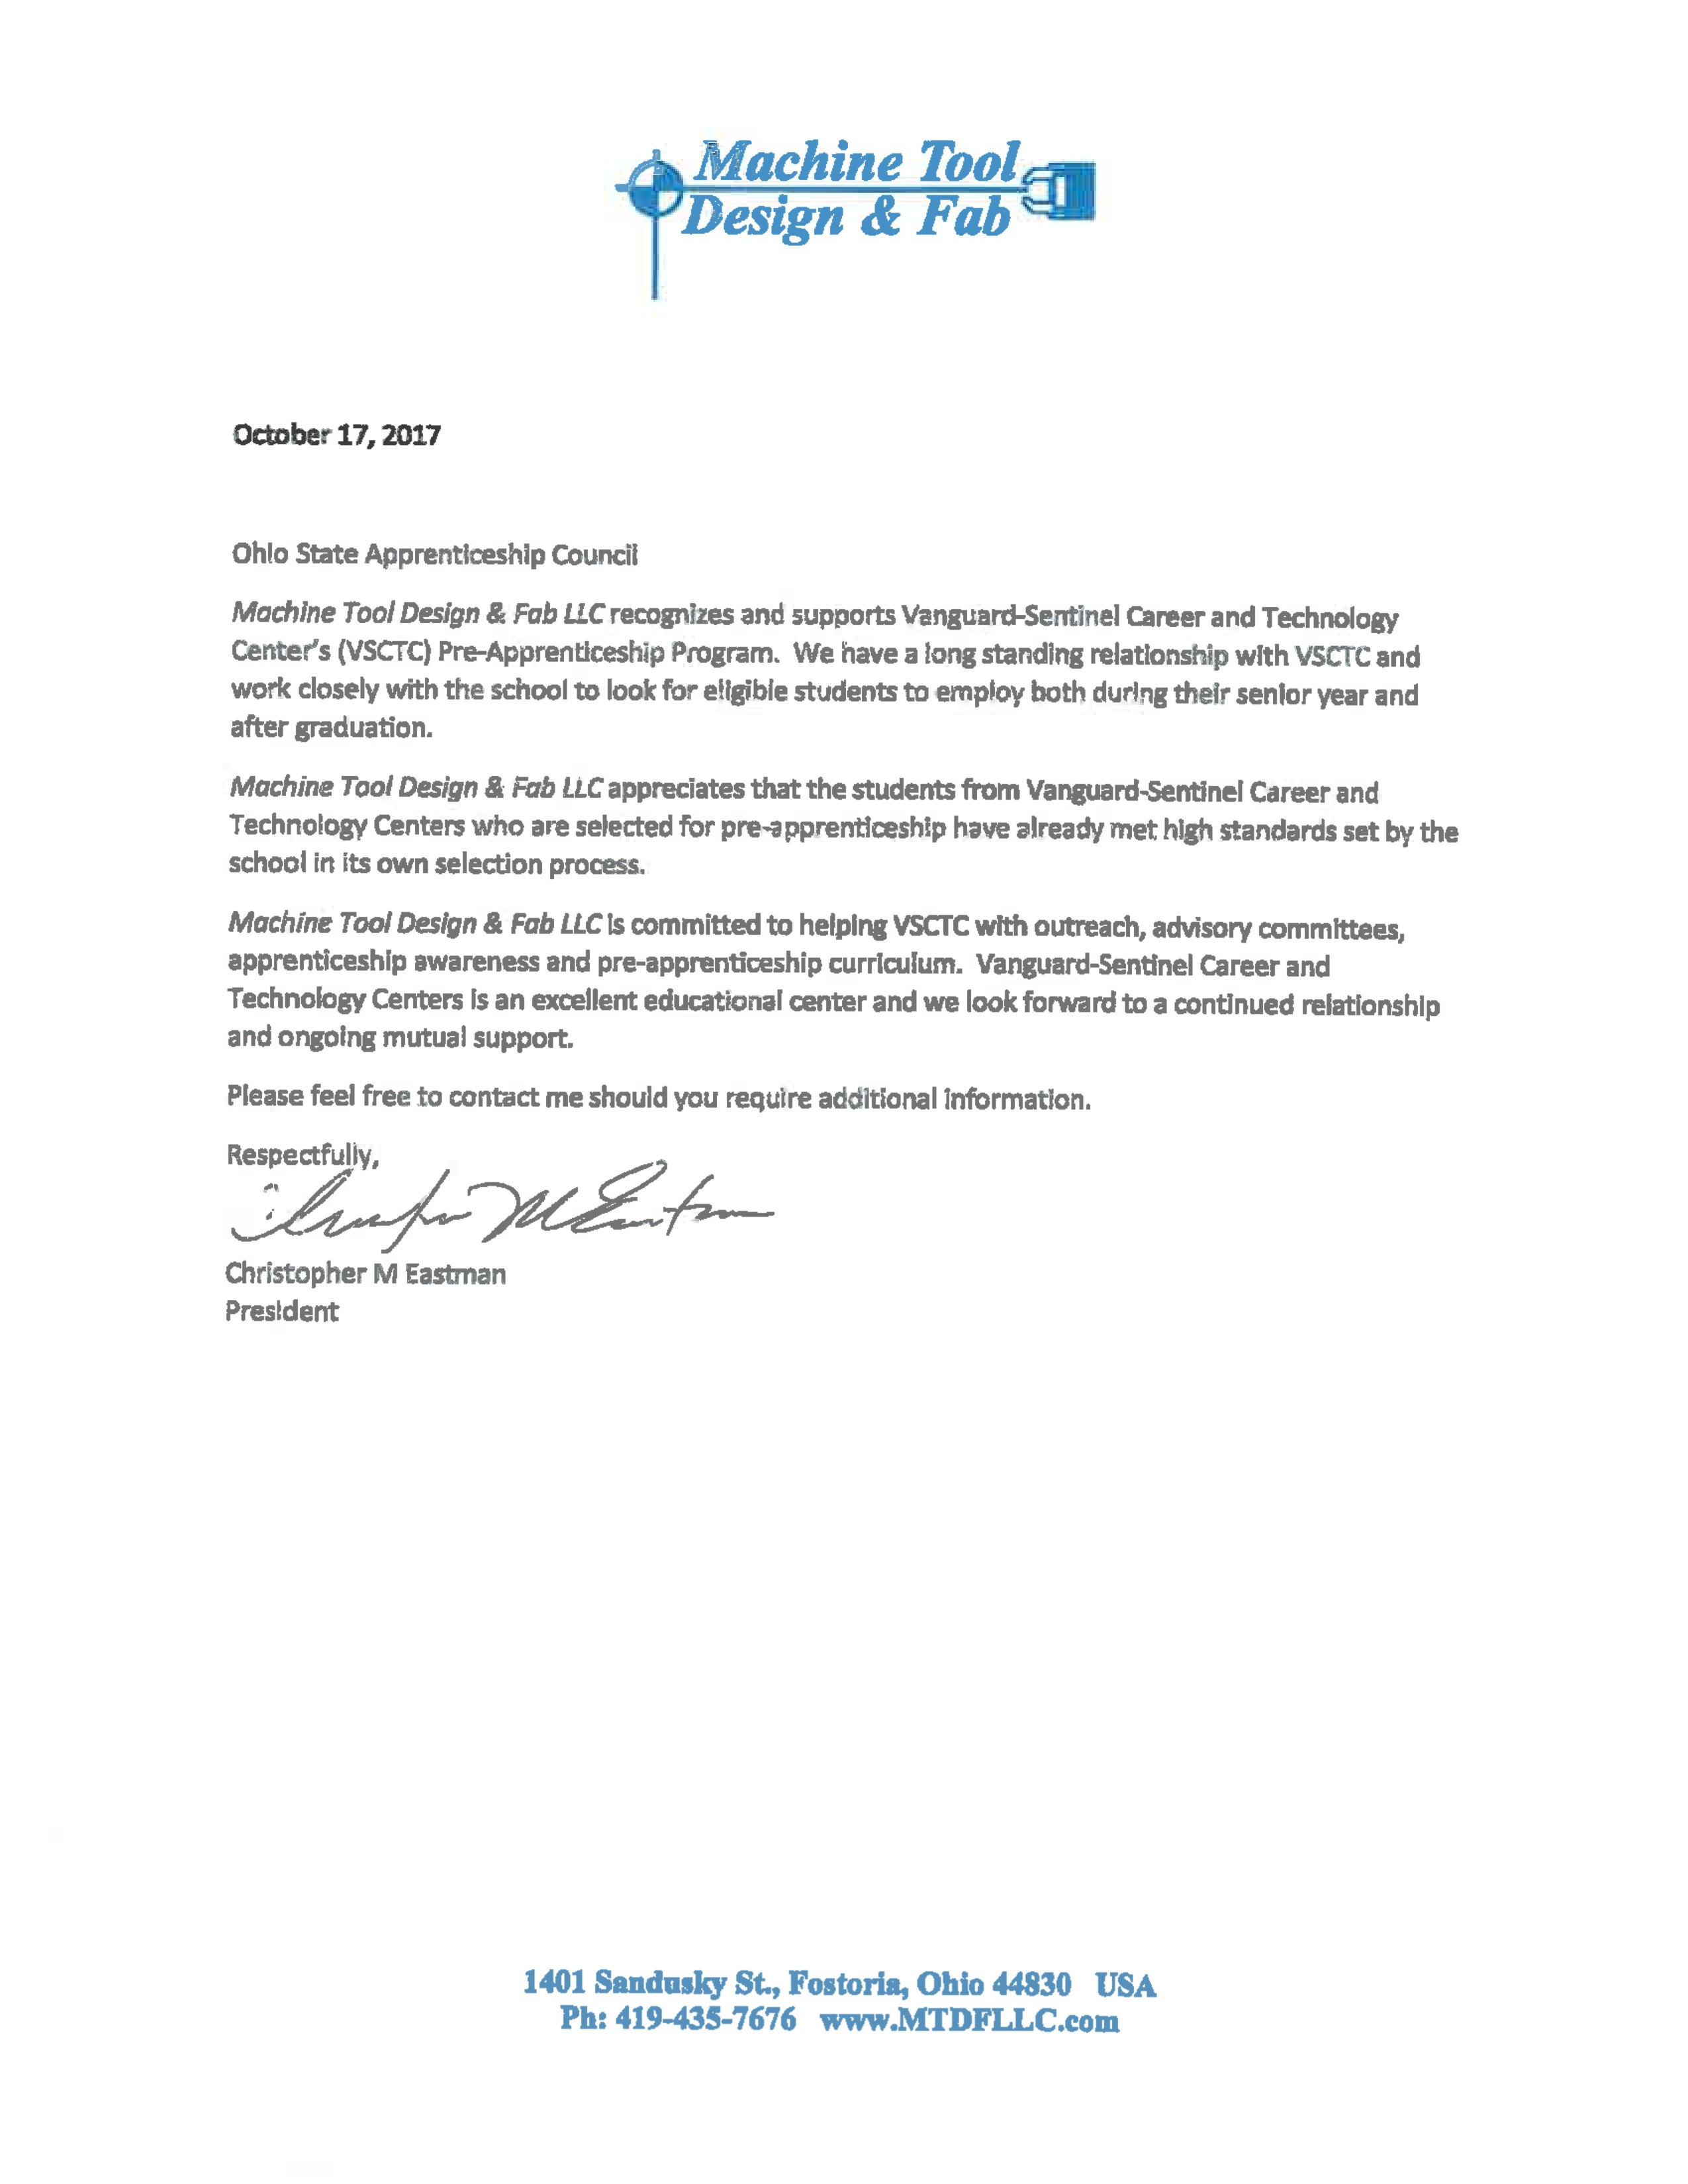 Machine Tool
Design & Fab
October 17, 2017
Ohio State Apprenticeship Council
Machine Tool Design & Fab LLC recognizes and supports Vanguard-Sentinel Career and Technology
Center's (VSCTC) Pre-Apprenticeship Program. We have a long standing relationship with VSCTC and
work closely with the school to look for eligible students to employ both during their senior year and
after graduation.
Machine Tool Design & Fab LLC appreciates that the students from Vanguard-Sentinel Career and
Technology Centers who are selected for pre-apprenticeship have already met high standards set by the
school in its own selection process.
Machine Tool Design & Fab LLC is committed to helping VSCTC with outreach, advisory committees,
apprenticeship awareness and pre-apprenticeship curriculum. Vanguard-Sentinel Career and
Technology Centers is an excellent educational center and we look forward to a continued relationship
and ongoing mutual support.
Please feel free to contact me should you require additional information.
Respectfully,
Christopher M Eastman
Christopher M Eastman
President
1401 Sandusky St., Fostoria, Ohio 44830 USA
Ph: 419-435-7676 www.MTDFLLC.com